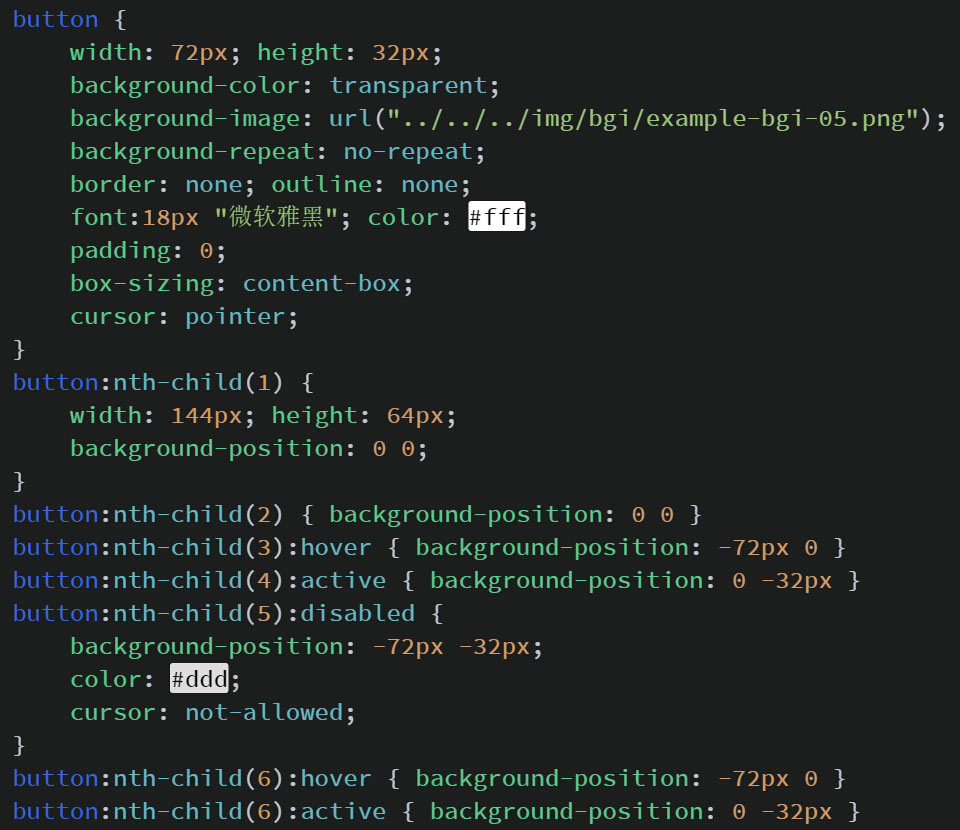 button {
    width: 72px; height: 32px;
    background-color: transparent;
    background-image: url("../../../img/bgi/example-bgi-05.png");
    background-repeat: no-repeat;
    border: none; outline: none;
    font:18px "微软雅黑"; color: #fff;
    padding: 0;
    box-sizing: content-box;
    cursor: pointer;
}
button:nth-child(1) {
    width: 144px; height: 64px;
    background-position: 0 0;
}
button:nth-child(2) { background-position: 0 0 }
button:nth-child(3):hover { background-position: -72px 0 }
button:nth-child(4):active { background-position: 0 -32px }
button:nth-child(5):disabled {
    background-position: -72px -32px;
    color: #ddd;
    cursor: not-allowed;
}
button:nth-child(6):hover { background-position: -72px 0 }
button:nth-child(6):active { background-position: 0 -32px }